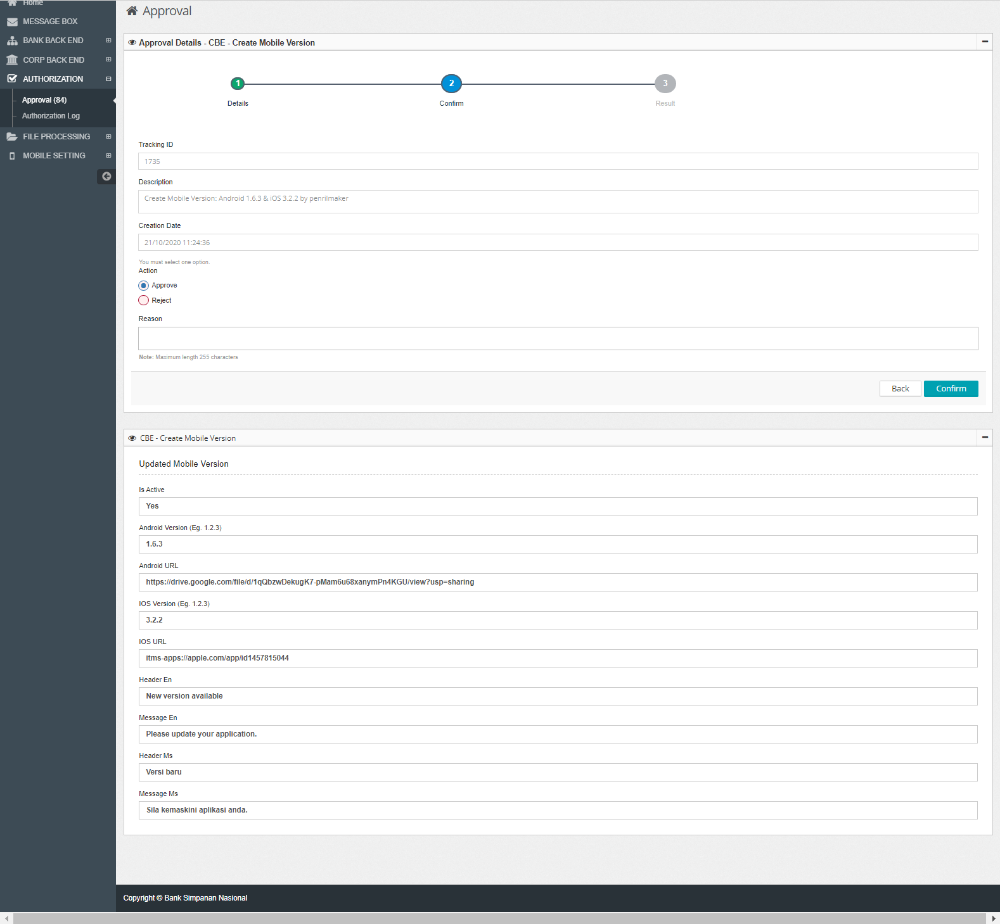 Home
MESSAGE BOX
BANK BACK END
CORP BACK END
AUTHORIZATION
Approval (84)
Authorization Log
FILE PROCESSING
MOBILE SETTING
Approval
Approval Details - CBE - Create Mobile Version
1
2
3
Details
Confirm
Result
Tracking ID
1735
Description
Create Mobile Version: Android 1.6.3 & iOS 3.2.2 by penrilmaker
Creation Date
21/10/2020 11:24:36
You must select one option.
Action
Approve
Reject
Reason
Note: Maximum length 255 characters
Back
Confirm
CBE - Create Mobile Version
Updated Mobile Version
Is Active
Yes
Android Version (Eg. 1.2.3)
1.6.3
Android URL
https://drive.google.com/file/d/1qQbzwDekugK7-pMam6u68xanymPn4KGU/view?usp=sharing
IOS Version (Eg. 1.2.3)
3.2.2
IOS URL
itms-apps://apple.com/app/id1457815044
Header En
New version available
Message En
Please update your application.
Header Ms
Versi baru
Message Ms
Sila kemaskini aplikasi anda.
Copyright © Bank Simpanan Nasional